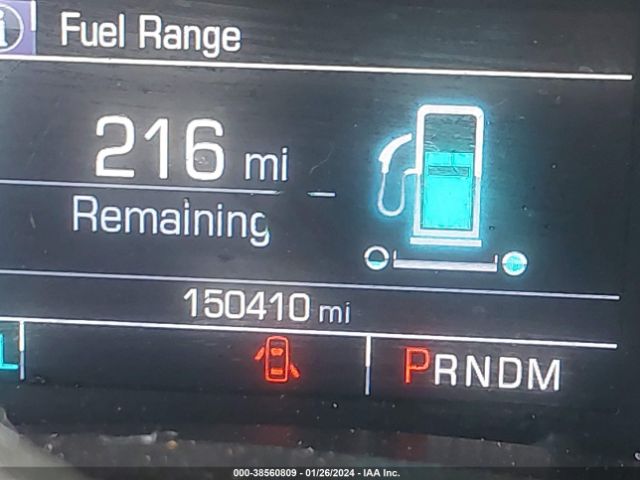 i Fuel Range
216 mi
Remaining
150410 mi
L
PRNDM
000-38560809 - 01/26/2024 - IAA Inc.